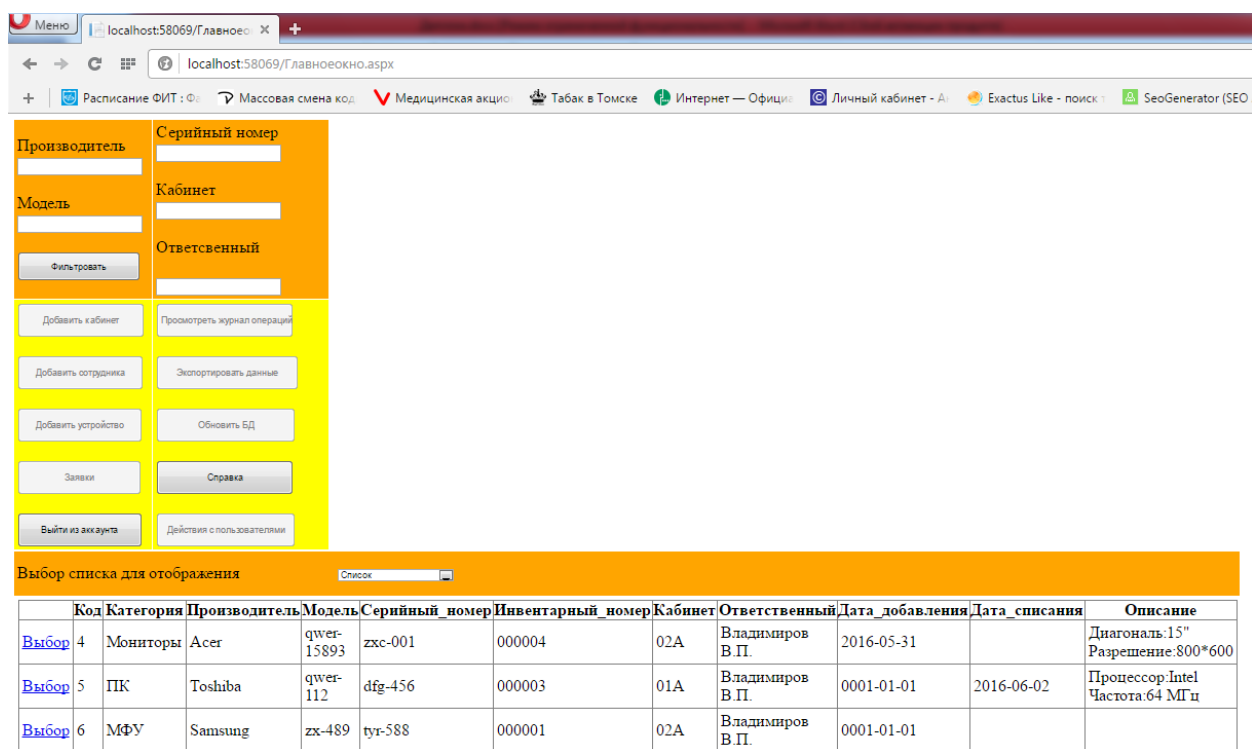 Меню
localhost:58069/Главноеo
localhost:58069/Главноеокно.aspx
Расписание ФИТ : Фа
Массовая смена код
Медицинская акцио
Табак в Томске
Интернет — Официа
Личный кабинет - А
Exactus Like - поиск т
SeoGenerator (SEO
Производитель
Серийный номер
Модель
Кабинет
Ответсвенный
Фильтровать
Добавить кабинет
Просмотреть журнал операций
Добавить сотрудника
Экспортировать данные
Добавить устройство
Обновить БД
Заявки
Справка
Выйти из аккаунта
Действия с пользователями
Выбор списка для отображения
Список
Код Категория Производитель Модель Серийный_номер Инвентарный_номер Кабинет Ответственный Дата_добавления Дата_списания Описание
Выбор 4 Мониторы Acer qwer-15893 zxc-001 000004 02A Владимиров В.П. 2016-05-31 Диагональ:15" Разрешение:800*600
Выбор 5 ПК Toshiba qwer-112 dfg-456 000003 01A Владимиров В.П. 0001-01-01 2016-06-02 Процессор:Intel Частота:64 МГц
Выбор 6 МФУ Samsung zx-489 tyr-588 000001 02A Владимиров В.П. 0001-01-01